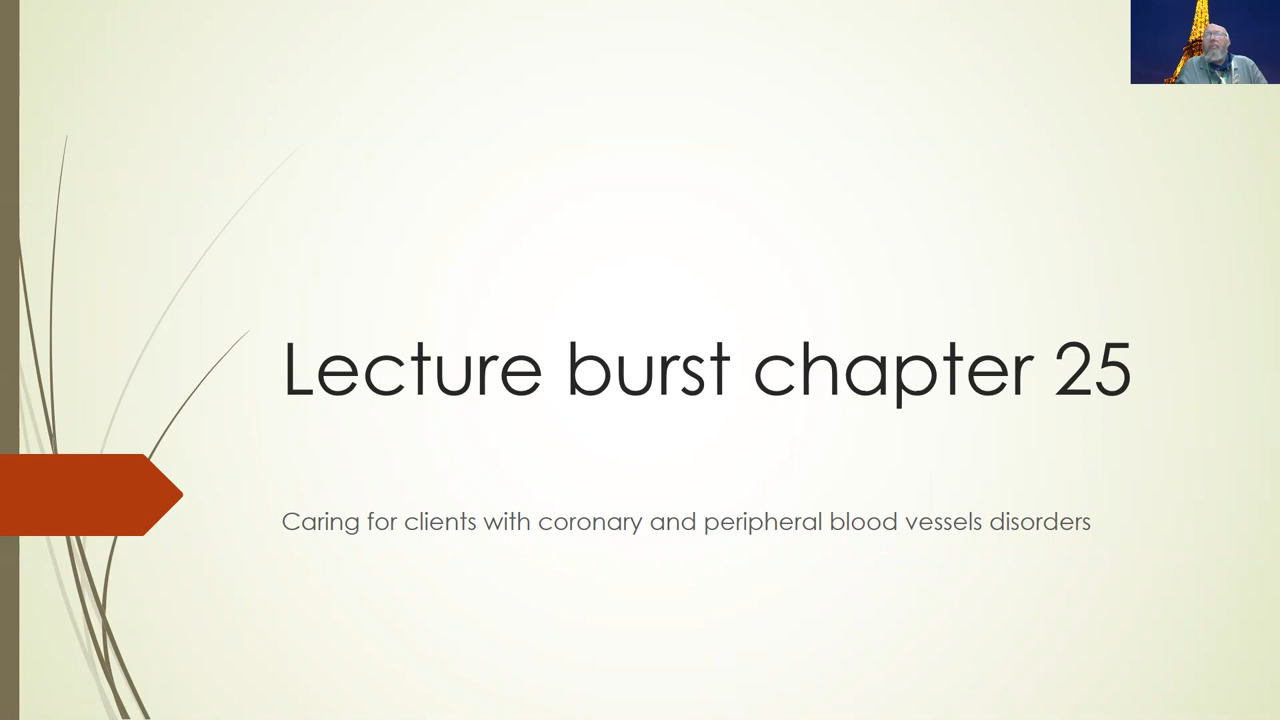 Lecture burst chapter 25
Caring for clients with coronary and peripheral blood vessels disorders